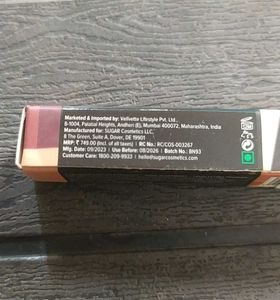 Marketed & Imported by: Vellvette Lifestyle Pvt. Ltd.,
B-1004, Palatial Heights, Andheri (E), Mumbai 400072, Maharashtra, India
Manufactured for: SUGAR Cosmetics LLC,
8 The Green, Suite A, Dover, DE 19901
MRP: ₹ 749.00 (Incl. of all taxes) | RC No.: RC/COS-003267
Mfg. Date: 09/2023 | Use Before: 08/2026 | Batch No: BN93
Customer Care: 1800-209-9933 | hello@sugarcosmetics.com